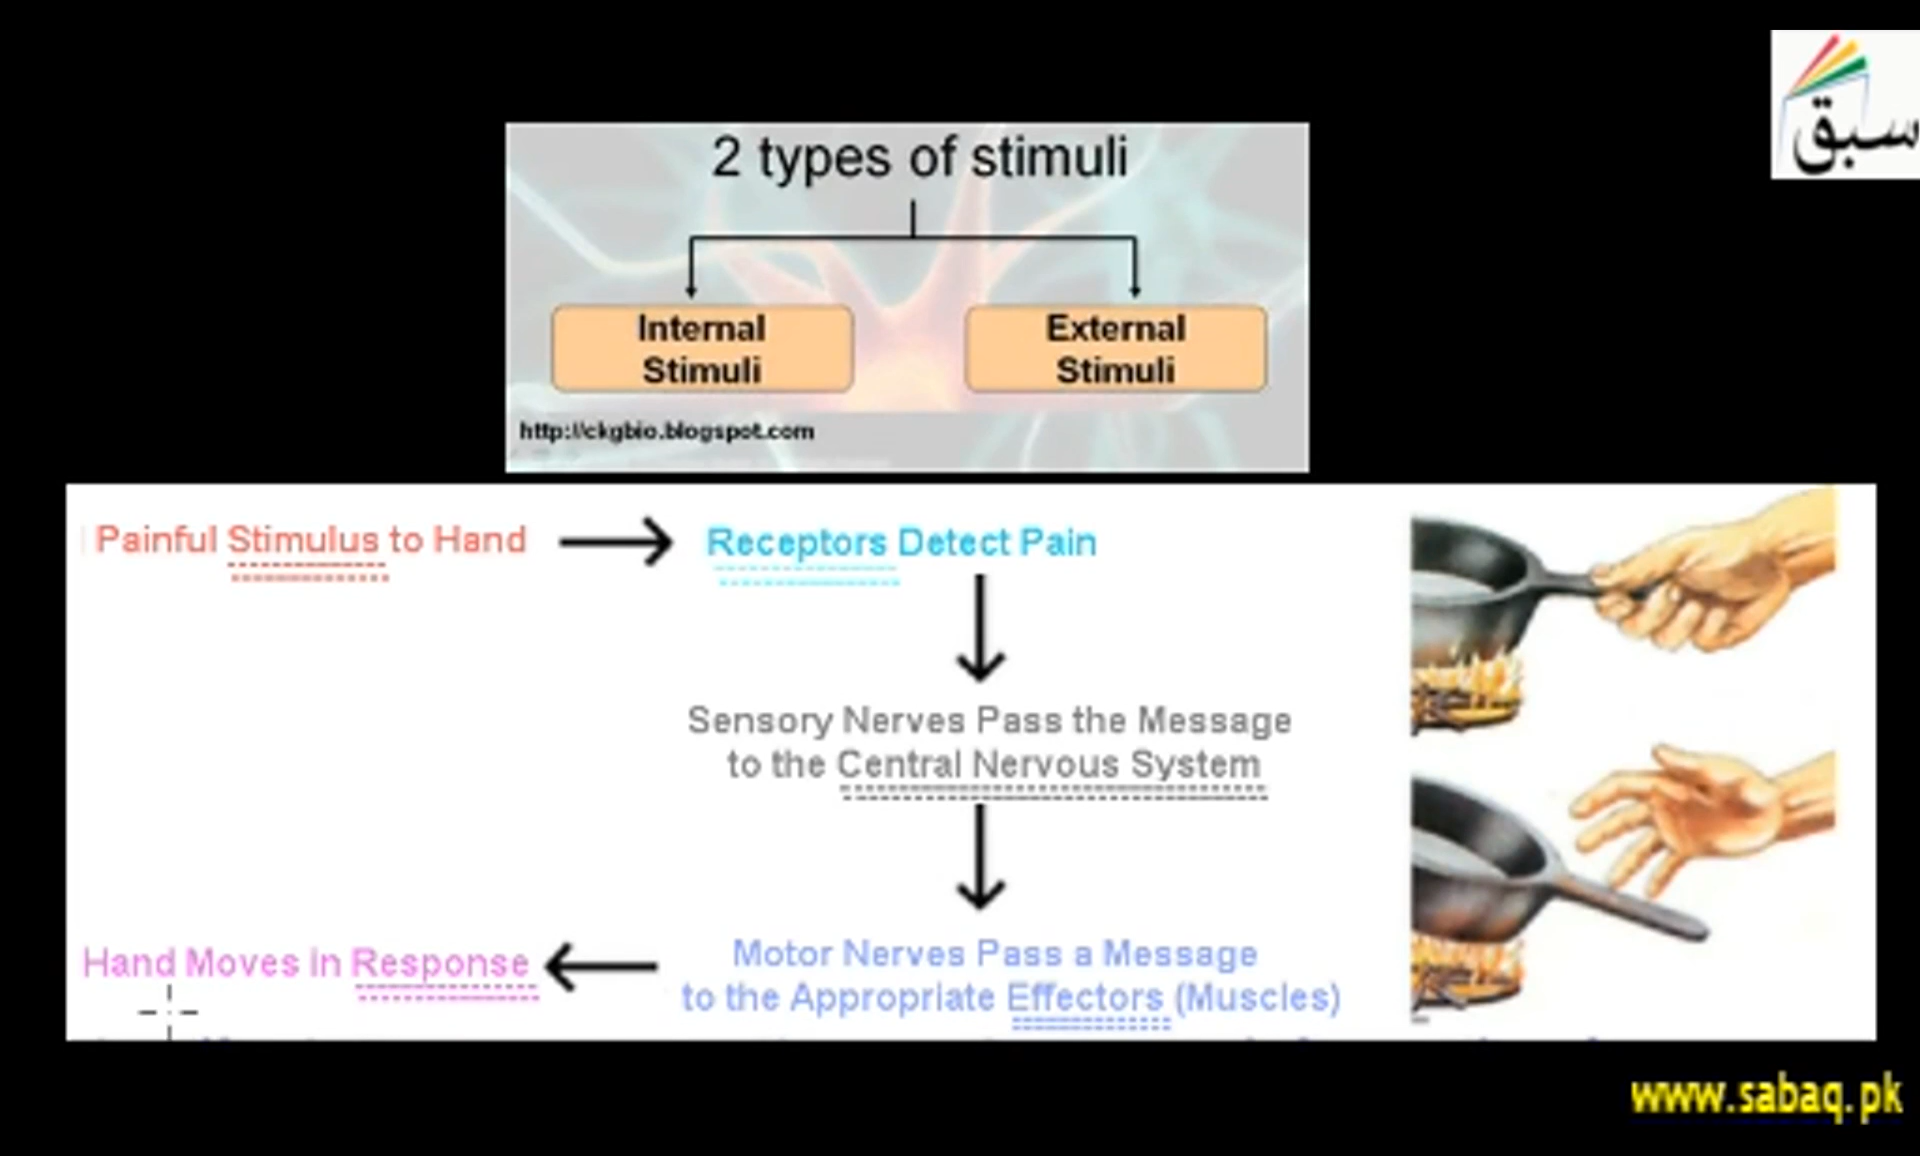 سبق
2 types of stimuli
Internal
Stimuli
External
Stimuli
http://ckgbio.blogspot.com
Painful Stimulus to Hand
Receptors Detect Pain
Sensory Nerves Pass the Message
to the Central Nervous System
Motor Nerves Pass a Message
to the Appropriate Effectors (Muscles)
Hand Moves in Response
www.sabaq.pk